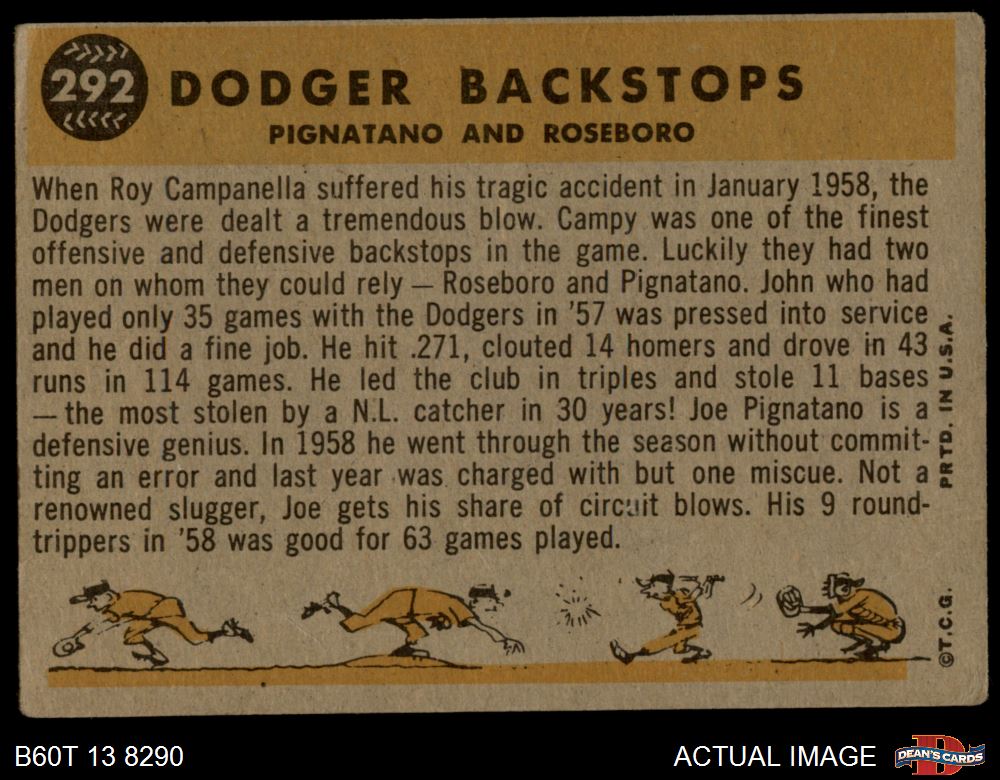 292
DODGER BACKSTOPS
PIGNATANO AND ROSEBORO
When Roy Campanella suffered his tragic accident in January 1958, the
Dodgers were dealt a tremendous blow. Campy was one of the finest
offensive and defensive backstops in the game. Luckily they had two
men on whom they could rely — Roseboro and Pignatano. John who had
played only 35 games with the Dodgers in '57 was pressed into service
and he did a fine job. He hit .271, clouted 14 homers and drove in 43
runs in 114 games. He led the club in triples and stole 11 bases
— the most stolen by a N.L. catcher in 30 years! Joe Pignatano is a
defensive genius. In 1958 he went through the season without commit-
ting an error and last year was charged with but one miscue. Not a
renowned slugger, Joe gets his share of circuit blows. His 9 round-
trippers in '58 was good for 63 games played.
PRTD. IN U.S.A.
©T.C.G.
B60T 13 8290
ACTUAL IMAGE
D
DEAN'S CARDS